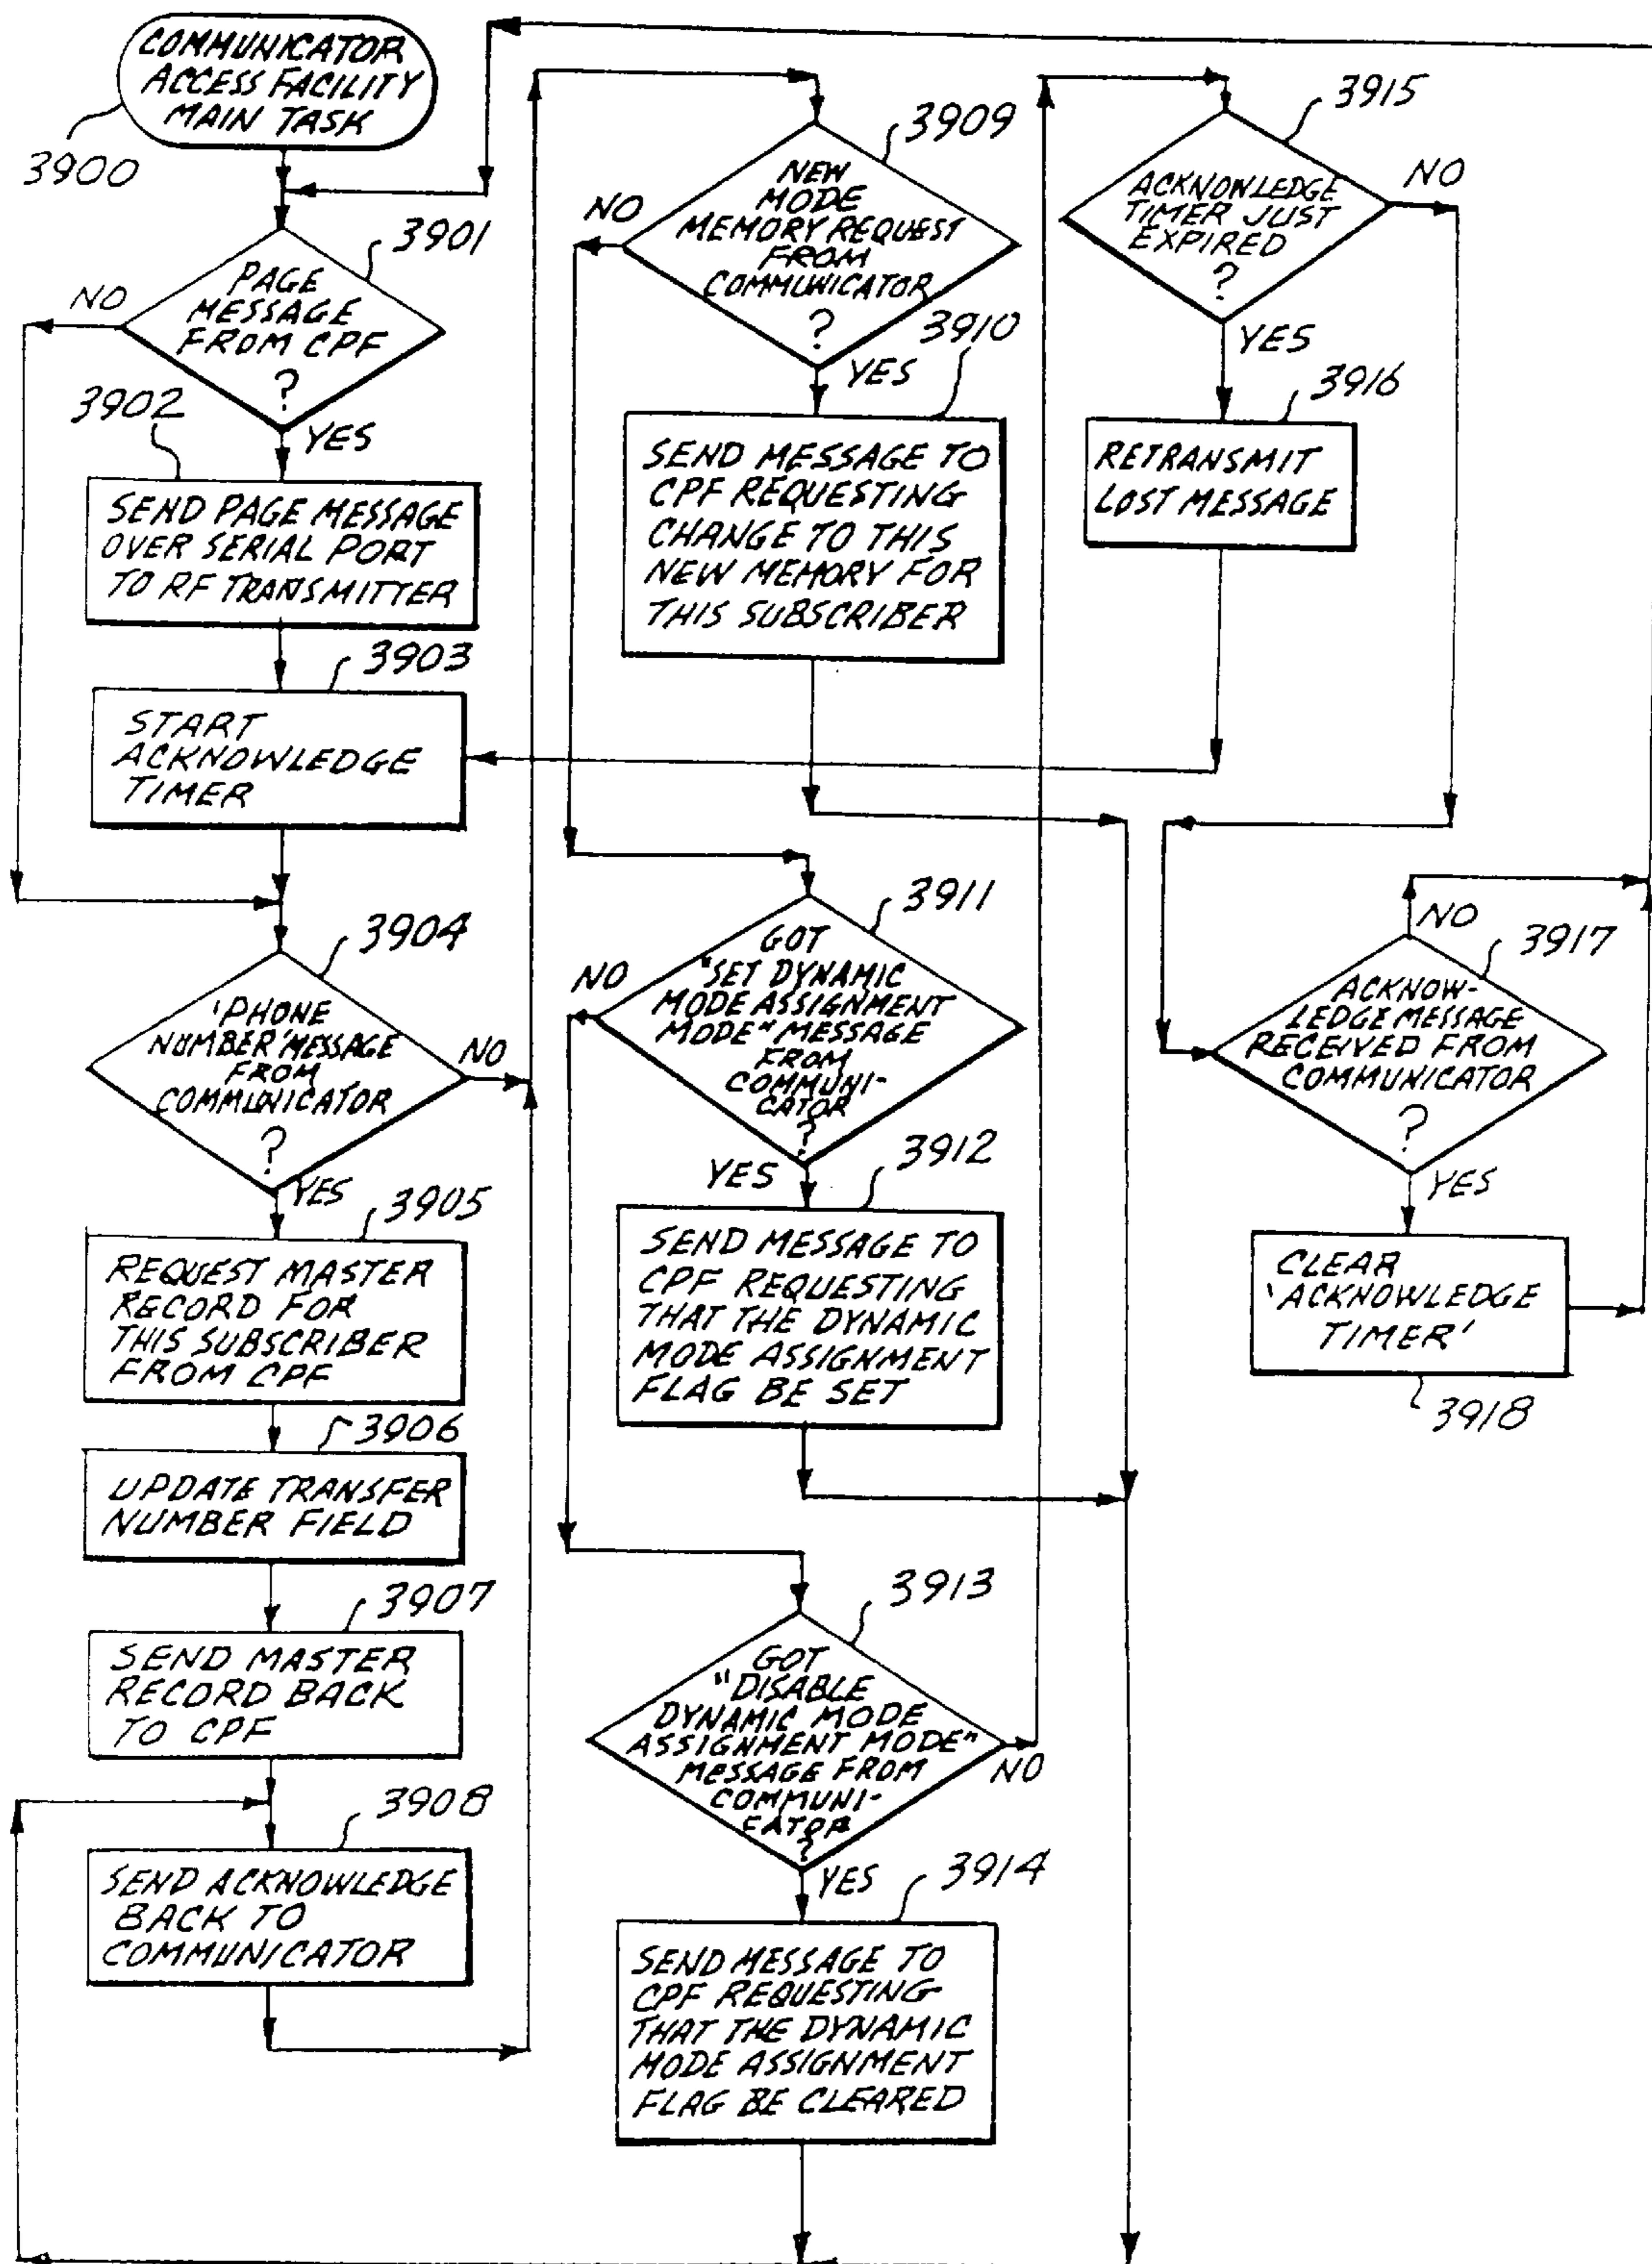 COMMUNICATOR
ACCESS FACILITY
MAIN TASK
3900
3901
PAGE
MESSAGE
FROM CPF
?
NO
YES
3902
SEND PAGE MESSAGE
OVER SERIAL PORT
TO RF TRANSMITTER
3903
START
ACKNOWLEDGE
TIMER
3904
'PHONE
NUMBER' MESSAGE
FROM
COMMUNICATOR
?
NO
YES
3905
REQUEST MASTER
RECORD FOR
THIS SUBSCRIBER
FROM CPF
3906
UPDATE TRANSFER
NUMBER FIELD
3907
SEND MASTER
RECORD BACK
TO CPF
3908
SEND ACKNOWLEDGE
BACK TO
COMMUNICATOR
3909
NEW
MODE
MEMORY REQUEST
FROM
COMMUNICATOR
?
NO
YES
3910
SEND MESSAGE TO
CPF REQUESTING
CHANGE TO THIS
NEW MEMORY FOR
THIS SUBSCRIBER
3911
GOT
"SET DYNAMIC
MODE ASSIGNMENT
MODE" MESSAGE
FROM
COMMUNI-
CATOR
?
NO
YES
3912
SEND MESSAGE TO
CPF REQUESTING
THAT THE DYNAMIC
MODE ASSIGNMENT
FLAG BE SET
3913
GOT
"DISABLE
DYNAMIC MODE
ASSIGNMENT MODE"
MESSAGE FROM
COMMUNI-
CATOR
?
NO
YES
3914
SEND MESSAGE TO
CPF REQUESTING
THAT THE DYNAMIC
MODE ASSIGNMENT
FLAG BE CLEARED
3915
ACKNOWLEDGE
TIMER JUST
EXPIRED
?
NO
YES
3916
RETRANSMIT
LOST MESSAGE
3917
ACKNOW-
LEDGE MESSAGE
RECEIVED FROM
COMMUNICATOR
?
NO
YES
CLEAR
'ACKNOWLEDGE
TIMER'
3918